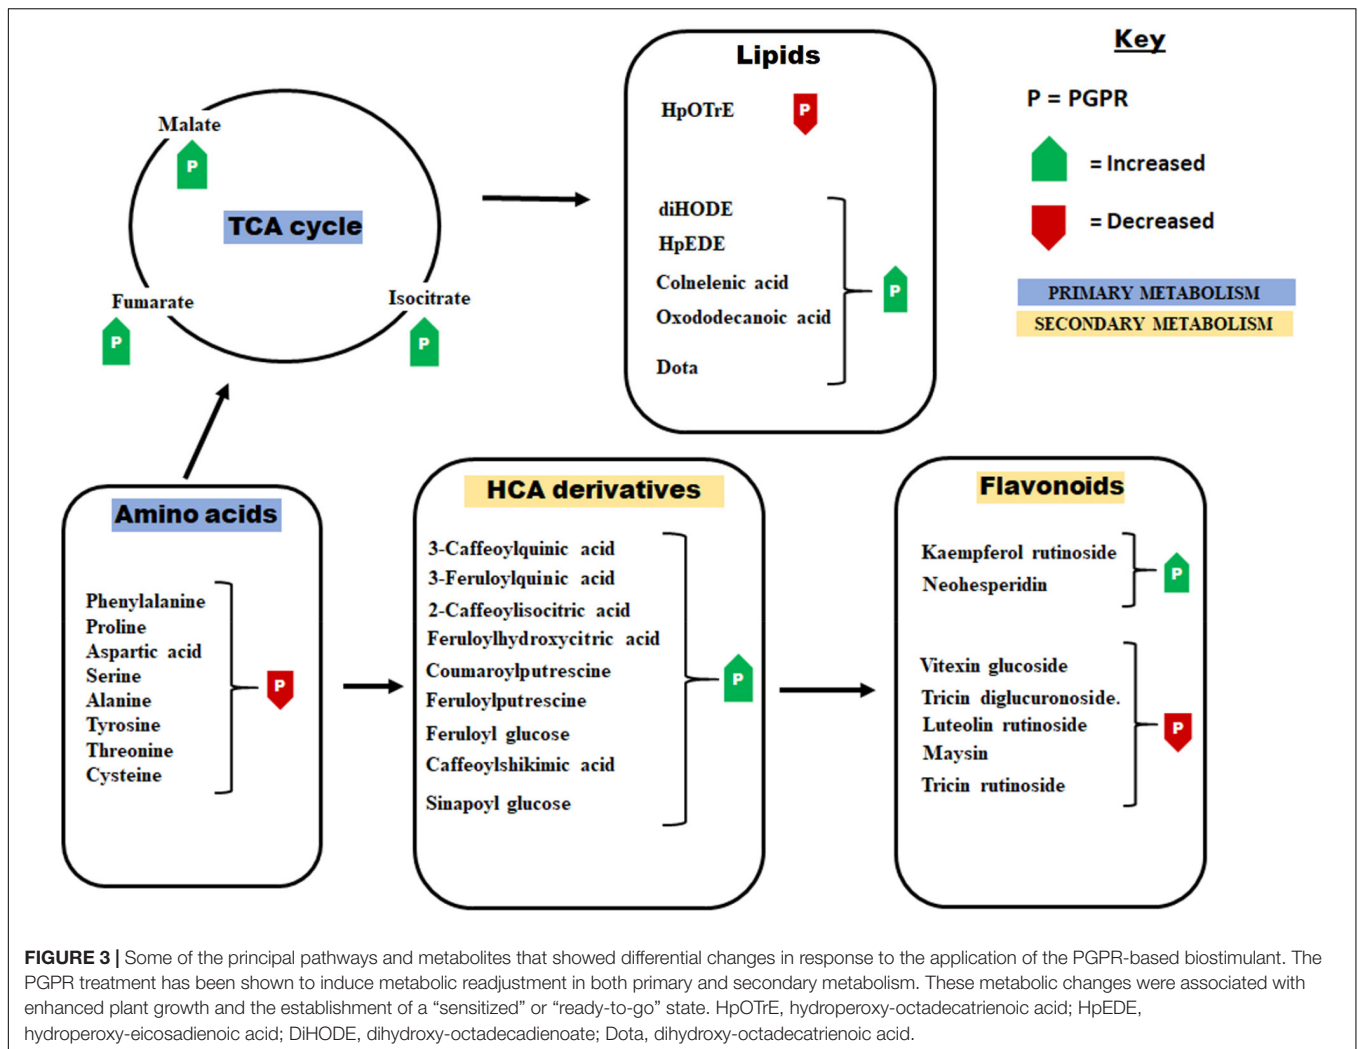 Lipids
Key
HpOTrE
P
P = PGPR
Malate
P
= Increased
TCA cycle
diHODE
= Decreased
HpEDE
Fumarate
Isocitrate
Colnelenic acid
P
PRIMARY METABOLISM
P
P
Oxododecanoic acid
SECONDARY METABOLISM
Dota
Amino acids
Phenylalanine
Proline
Aspartic acid
Serine
P
Alanine
Tyrosine
Threonine
Cysteine
HCA derivatives
3-Caffeoylquinic acid
3-Feruloylquinic acid
2-Caffeoylisocitric acid
Feruloylhydroxycitric acid
Coumaroylputrescine
P
Feruloylputrescine
Feruloyl glucose
Caffeoylshikimic acid
Sinapoyl glucose
Flavonoids
Kaempferol rutinoside
P
Neohesperidin
Vitexin glucoside
Tricin diglucuronoside.
Luteolin rutinoside
P
Maysin
Tricin rutinoside
FIGURE 3 | Some of the principal pathways and metabolites that showed differential changes in response to the application of the PGPR-based biostimulant. The
PGPR treatment has been shown to induce metabolic readjustment in both primary and secondary metabolism. These metabolic changes were associated with
enhanced plant growth and the establishment of a “sensitized” or “ready-to-go” state. HpOTrE, hydroperoxy-octadecatrienoic acid; HpEDE,
hydroperoxy-eicosadienoic acid; DiHODE, dihydroxy-octadecadienoate; Dota, dihydroxy-octadecatrienoic acid.